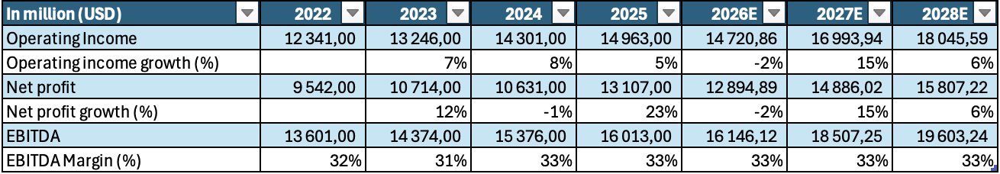 In million (USD) 2022 2023 2024 2025 2026E 2027E 2028E
Operating Income 12 341,00 13 246,00 14 301,00 14 963,00 14 720,86 16 993,94 18 045,59
Operating income growth (%) 7% 8% 5% -2% 15% 6%
Net profit 9 542,00 10 714,00 10 631,00 13 107,00 12 894,89 14 886,02 15 807,22
Net profit growth (%) 12% -1% 23% -2% 15% 6%
EBITDA 13 601,00 14 374,00 15 376,00 16 013,00 16 146,12 18 507,25 19 603,24
EBITDA Margin (%) 32% 31% 33% 33% 33% 33% 33%